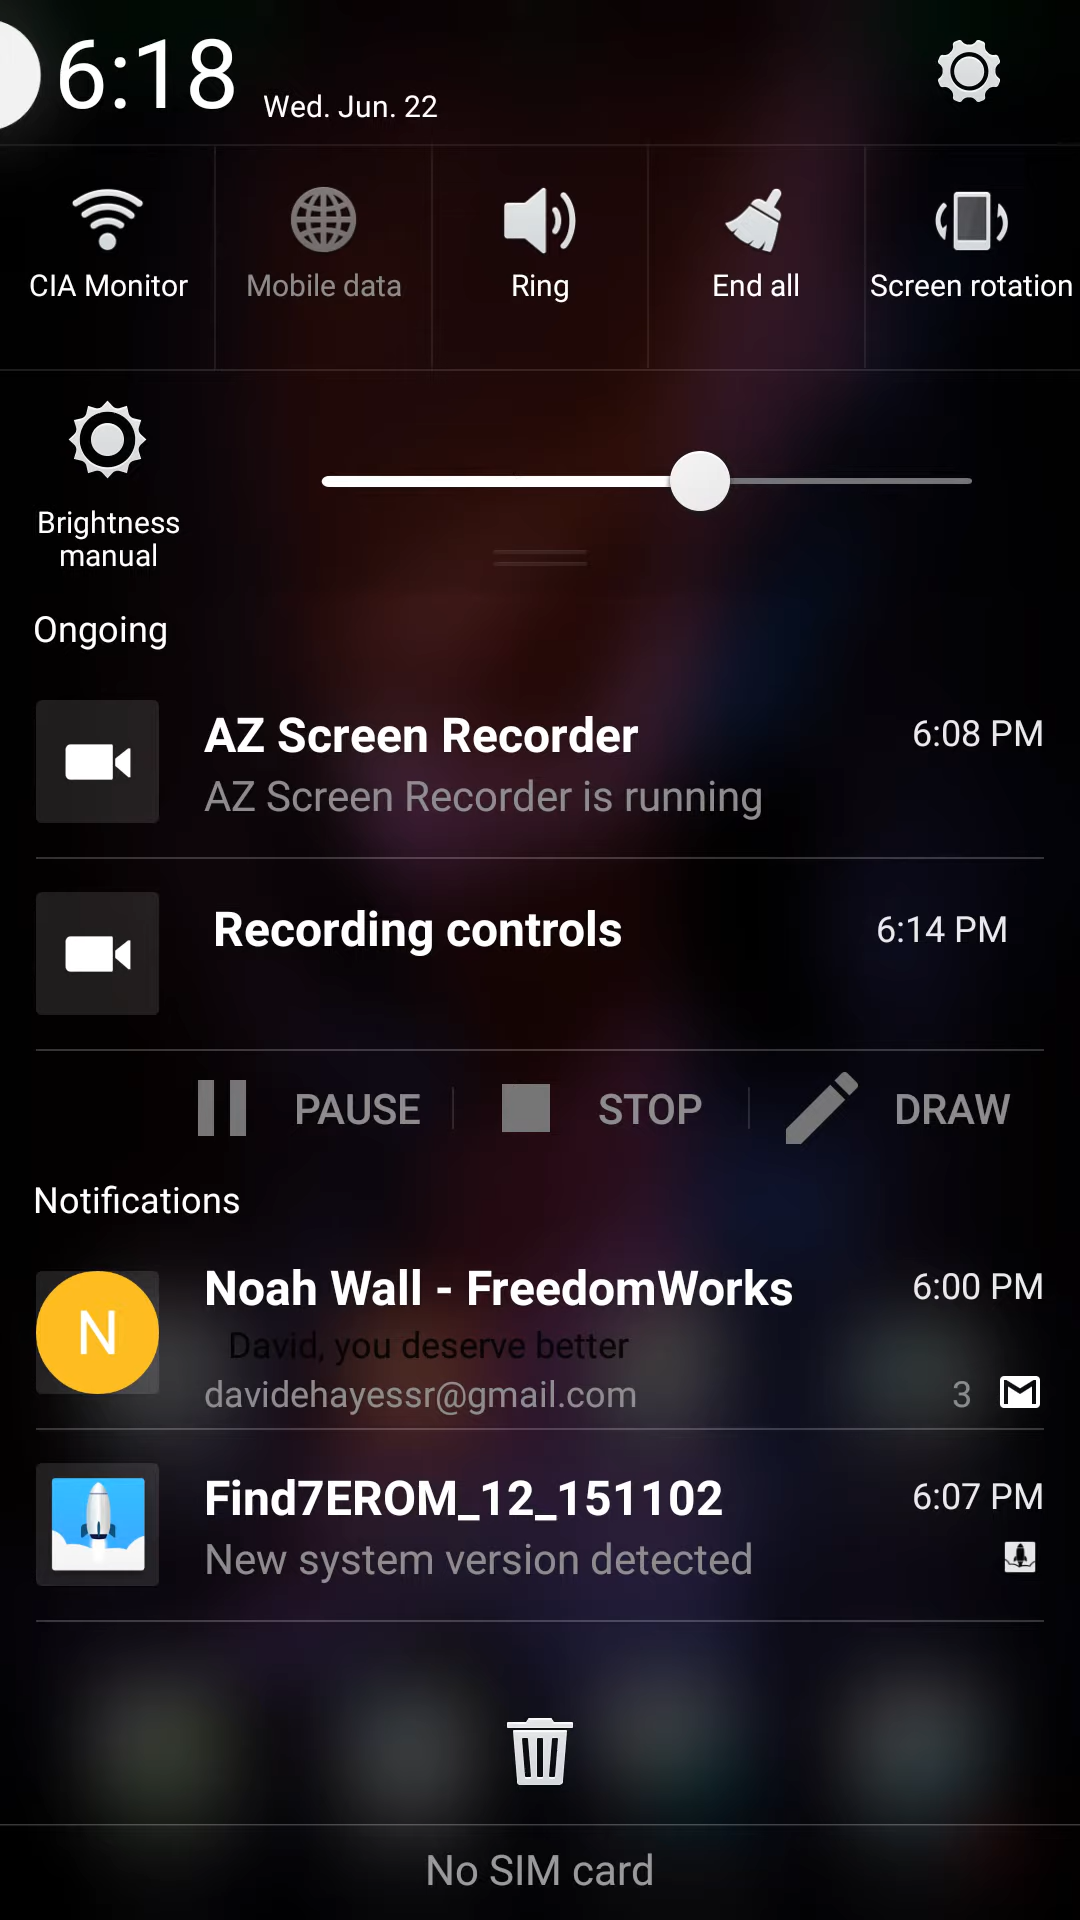 6:18 Wed. Jun. 22
CIA Monitor Mobile data Ring End all Screen rotation
Brightness
manual
Ongoing
AZ Screen Recorder 6:08 PM
AZ Screen Recorder is running
Recording controls 6:14 PM
PAUSE STOP DRAW
Notifications
Noah Wall - FreedomWorks 6:00 PM
David, you deserve better
N
davidehayessr@gmail.com 3
Find7EROM_12_151102 6:07 PM
New system version detected
No SIM card